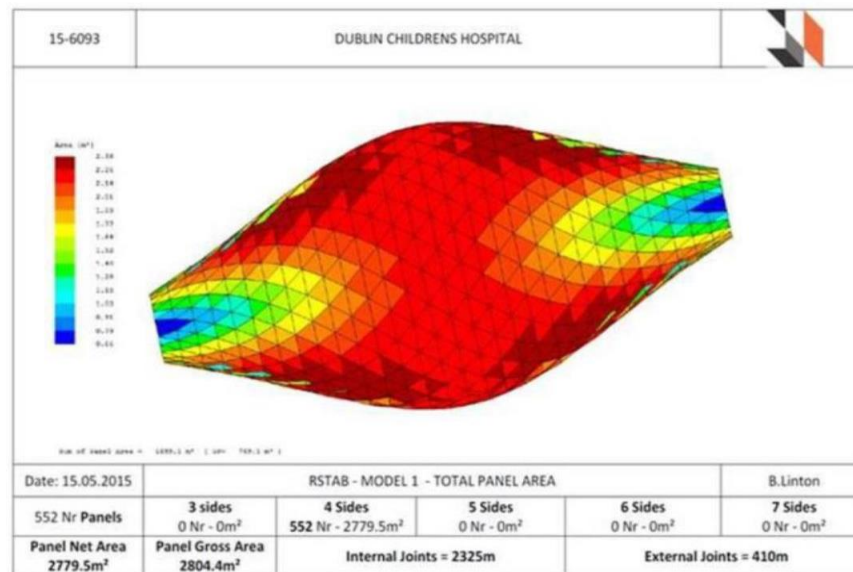 15-6093
DUBLIN CHILDRENS HOSPITAL
Area (m²)
Date: 15.05.2015
RSTAB - MODEL 1 - TOTAL PANEL AREA
B.Linton
552 Nr Panels
3 sides
0 Nr - 0m²
4 Sides
552 Nr - 2779.5m²
5 Sides
0 Nr - 0m²
6 Sides
0 Nr - 0m²
7 Sides
0 Nr - 0m²
Panel Net Area
2779.5m²
Panel Gross Area
2804.4m²
Internal Joints = 2325m
External Joints = 410m